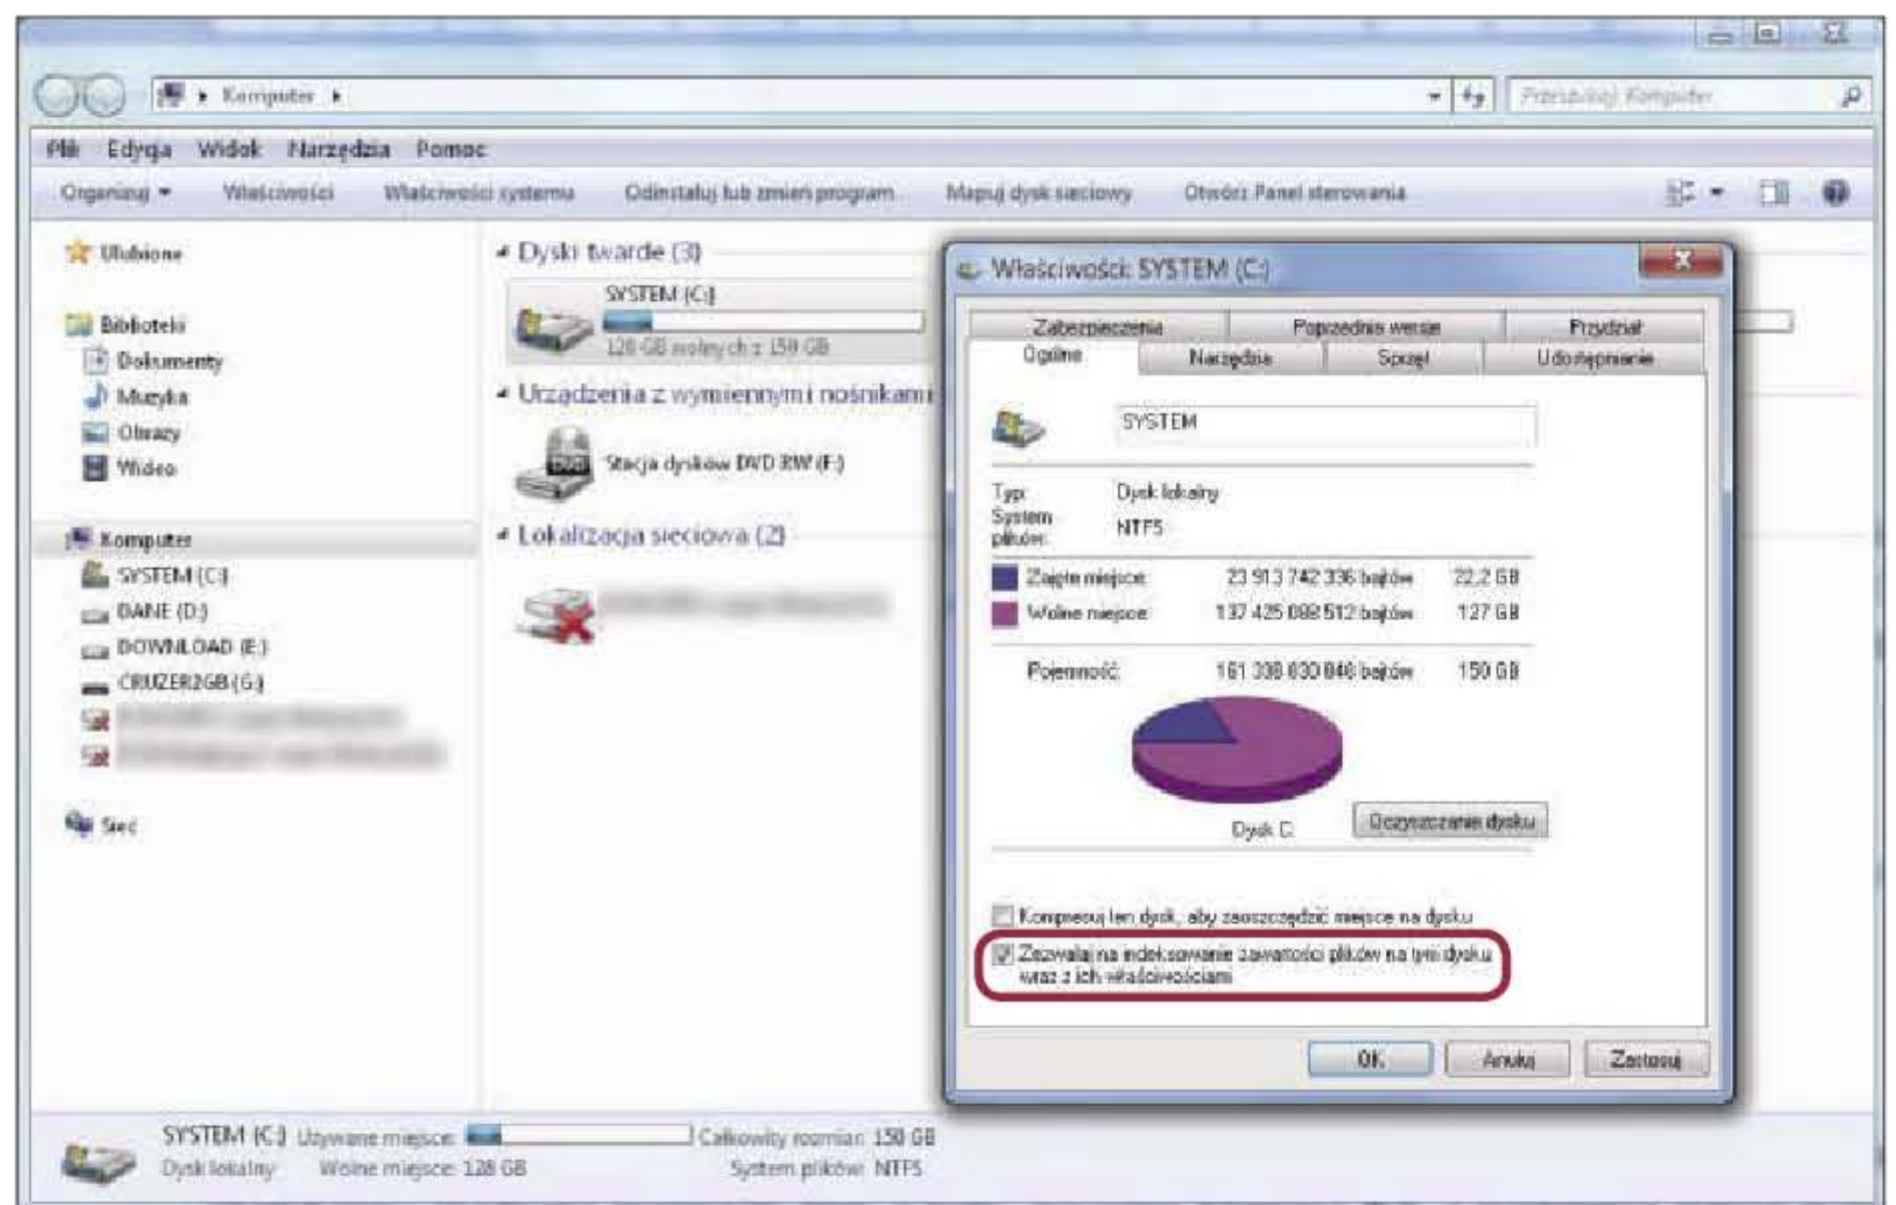 Komputer
Przeszukaj: Komputer
Plik Edycja Widok Narzędzia Pomoc
Organizuj Właściwości Właściwości systemu Odinstaluj lub zmień program Mapuj dysk sieciowy Otwórz Panel sterowania
Ulubione
Biblioteki
Dokumenty
Muzyka
Obrazy
Wideo
Komputer
SYSTEM (C:)
DANE (D:)
DOWNLOAD (E:)
CRUZER2GB (G:)
Sieć
Dyski twarde (3)
SYSTEM (C:)
128 GB wolnych z 150 GB
Urządzenia z wymiennymi nośnikami
Stacja dysków DVD RW (F:)
Lokalizacja sieciowa (2)
Właściwości: SYSTEM (C:)
Zabezpieczenia Poprzednie wersje Przydział
Ogólne Narzędzia Sprzęt Udostępnianie
SYSTEM
Typ: Dysk lokalny
System plików: NTFS
Zajęte miejsce: 23 913 742 336 bajtów 22,2 GB
Wolne miejsce: 137 425 088 512 bajtów 127 GB
Pojemność: 161 338 830 848 bajtów 150 GB
Dysk C:
Oczyszczanie dysku
Kompresuj ten dysk, aby zaoszczędzić miejsce na dysku
Zezwalaj na indeksowanie zawartości plików na tym dysku
wraz z ich właściwościami
OK Anuluj Zastosuj
SYSTEM (C:) Używane miejsce: Całkowity rozmiar: 150 GB
Dysk lokalny Wolne miejsce: 128 GB System plików: NTFS